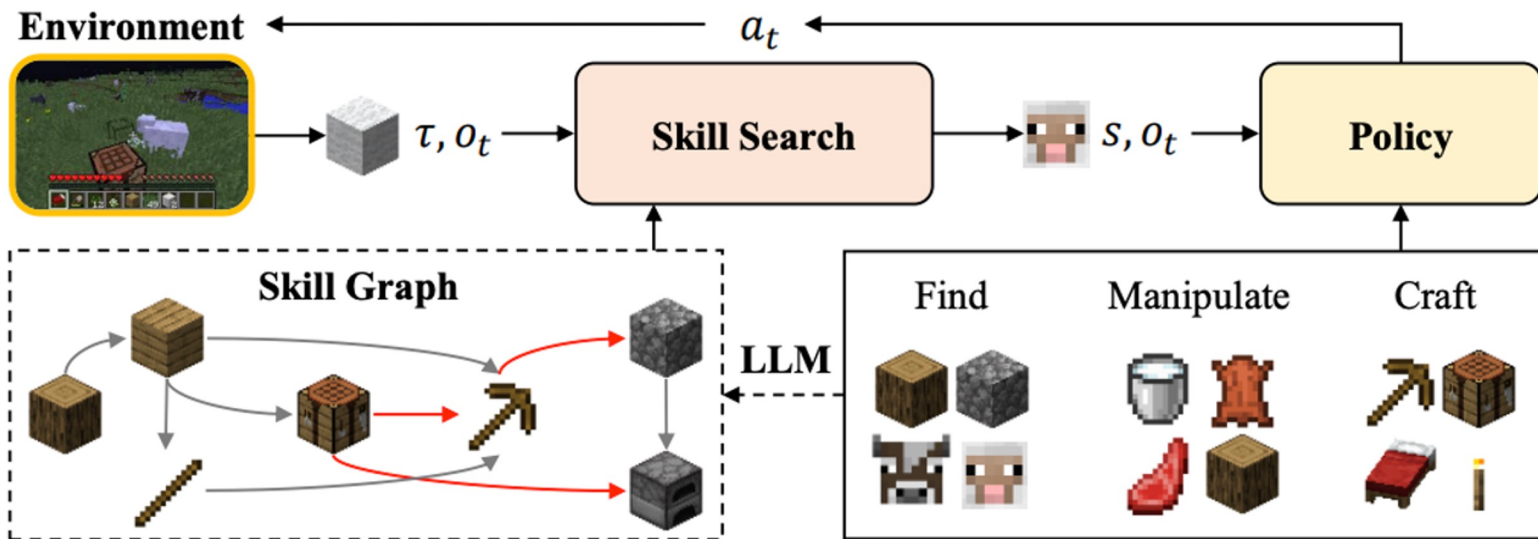 Environment
a_t
τ, o_t
Skill Search
s, o_t
Policy
Skill Graph
LLM
Find
Manipulate
Craft